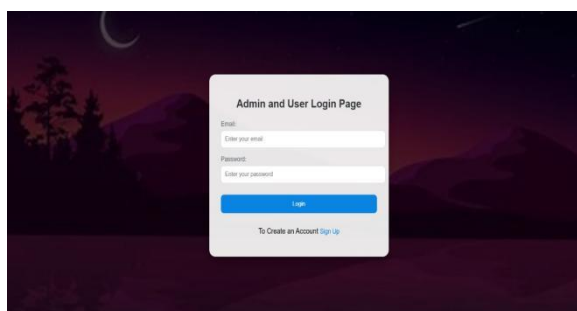 Admin and User Login Page
Email:
Enter your email
Password:
Enter your password
Login
To Create an Account Sign Up